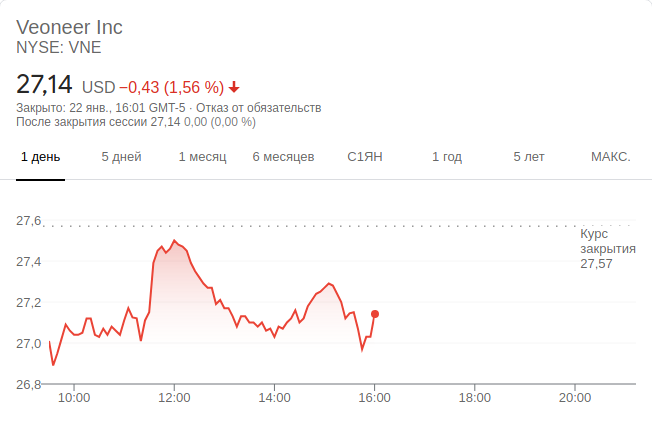 Veoneer Inc
NYSE: VNE
27,14 USD −0,43 (1,56 %)
Закрыто: 22 янв., 16:01 GMT-5 · Отказ от обязательств
После закрытия сессии 27,14 0,00 (0,00 %)
1 день 5 дней 1 месяц 6 месяцев С1ЯН 1 год 5 лет МАКС.
27,6
Курс
закрытия
27,57
27,4
27,2
27,0
26,8
10:00 12:00 14:00 16:00 18:00 20:00